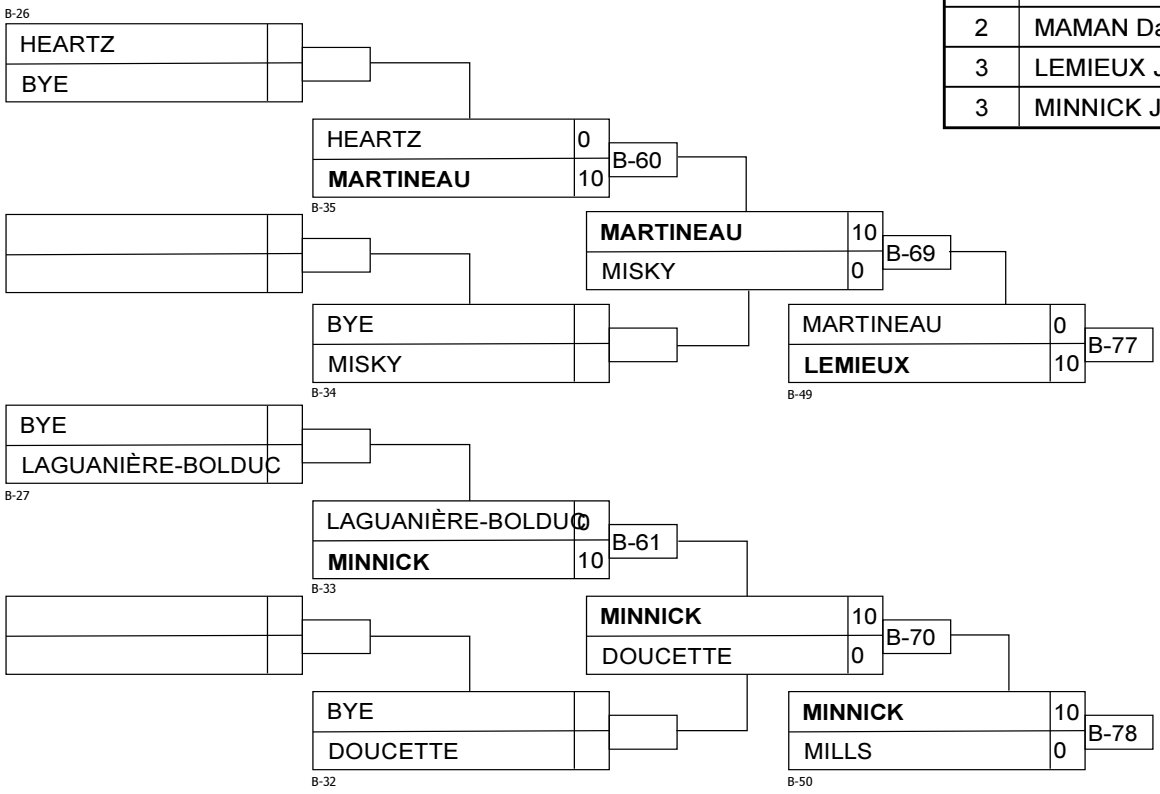 B-26
HEARTZ
BYE
2 MAMAN Da
3 LEMIEUX J
3 MINNICK J
HEARTZ 0
MARTINEAU 10
B-60
B-35
MARTINEAU 10
MISKY 0
B-69
BYE
MISKY
B-34
MARTINEAU 0
LEMIEUX 10
B-77
B-49
BYE
LAGUANIÈRE-BOLDUC
B-27
LAGUANIÈRE-BOLDUC 0
MINNICK 10
B-61
B-33
MINNICK 10
DOUCETTE 0
B-70
BYE
DOUCETTE
B-32
MINNICK 10
MILLS 0
B-78
B-50